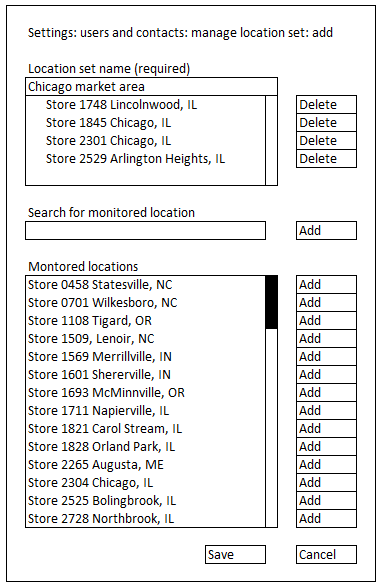 Settings: users and contacts: manage location set: add
Location set name (required)
Chicago market area
Store 1748 Lincolnwood, IL Delete
Store 1845 Chicago, IL Delete
Store 2301 Chicago, IL Delete
Store 2529 Arlington Heights, IL Delete
Search for monitored location
Add
Montored locations
Store 0458 Statesville, NC Add
Store 0701 Wilkesboro, NC Add
Store 1108 Tigard, OR Add
Store 1509, Lenoir, NC Add
Store 1569 Merrillville, IN Add
Store 1601 Shererville, IN Add
Store 1693 McMinnville, OR Add
Store 1711 Napierville, IL Add
Store 1821 Carol Stream, IL Add
Store 1828 Orland Park, IL Add
Store 2265 Augusta, ME Add
Store 2304 Chicago, IL Add
Store 2525 Bolingbrook, IL Add
Store 2728 Northbrook, IL Add
Save Cancel